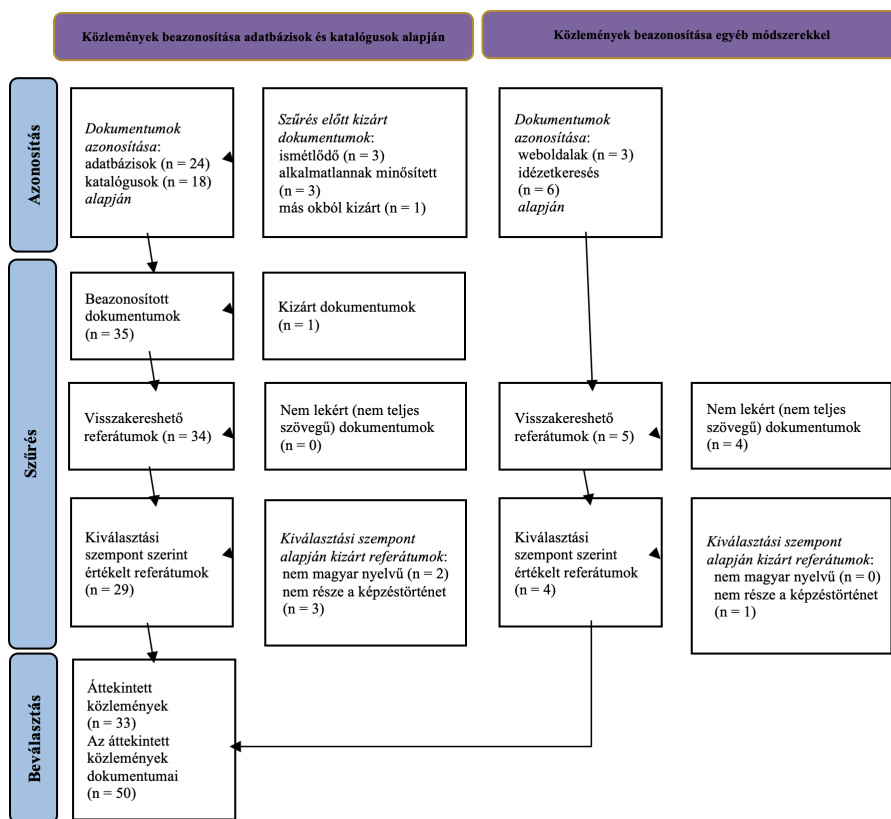 Közlemények beazonosítása adatbázisok és katalógusok alapján
Közlemények beazonosítása egyéb módszerekkel
Azonosítás
Dokumentumok
azonosítása:
adatbázisok (n = 24)
katalógusok (n = 18)
alapján
Szűrés előtt kizárt
dokumentumok:
ismétlődő (n = 3)
alkalmatlannak minősített
(n = 3)
más okból kizárt (n = 1)
Dokumentumok
azonosítása:
weboldalak (n = 3)
idézetkeresés
(n = 6)
alapján
Szűrés
Beazonosított
dokumentumok
(n = 35)
Kizárt dokumentumok
(n = 1)
Visszakereshető
referátumok (n = 34)
Nem lekért (nem teljes
szövegű) dokumentumok
(n = 0)
Visszakereshető
referátumok (n = 5)
Nem lekért (nem teljes
szövegű) dokumentumok
(n = 4)
Kiválasztási
szempont szerint
értékelt referátumok
(n = 29)
Kiválasztási szempont
alapján kizárt referátumok:
nem magyar nyelvű (n = 2)
nem része a képzéstörténet
(n = 3)
Kiválasztási
szempont szerint
értékelt referátumok
(n = 4)
Kiválasztási szempont
alapján kizárt referátumok:
nem magyar nyelvű (n = 0)
nem része a képzéstörténet
(n = 1)
Beválasztás
Áttekintett
közlemények
(n = 33)
Az áttekintett
közlemények
dokumentumai
(n = 50)